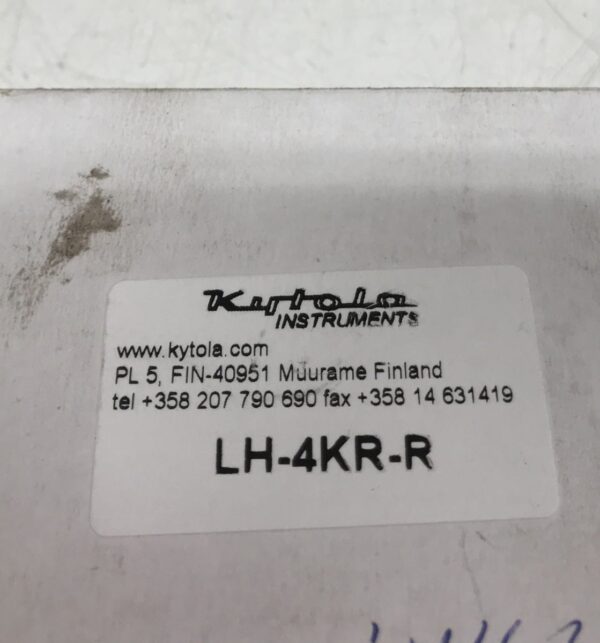 Kytola
INSTRUMENTS
www.kytola.com
PL 5, FIN-40951 Muurame Finland
tel +358 207 790 690 fax +358 14 631419
LH-4KR-R